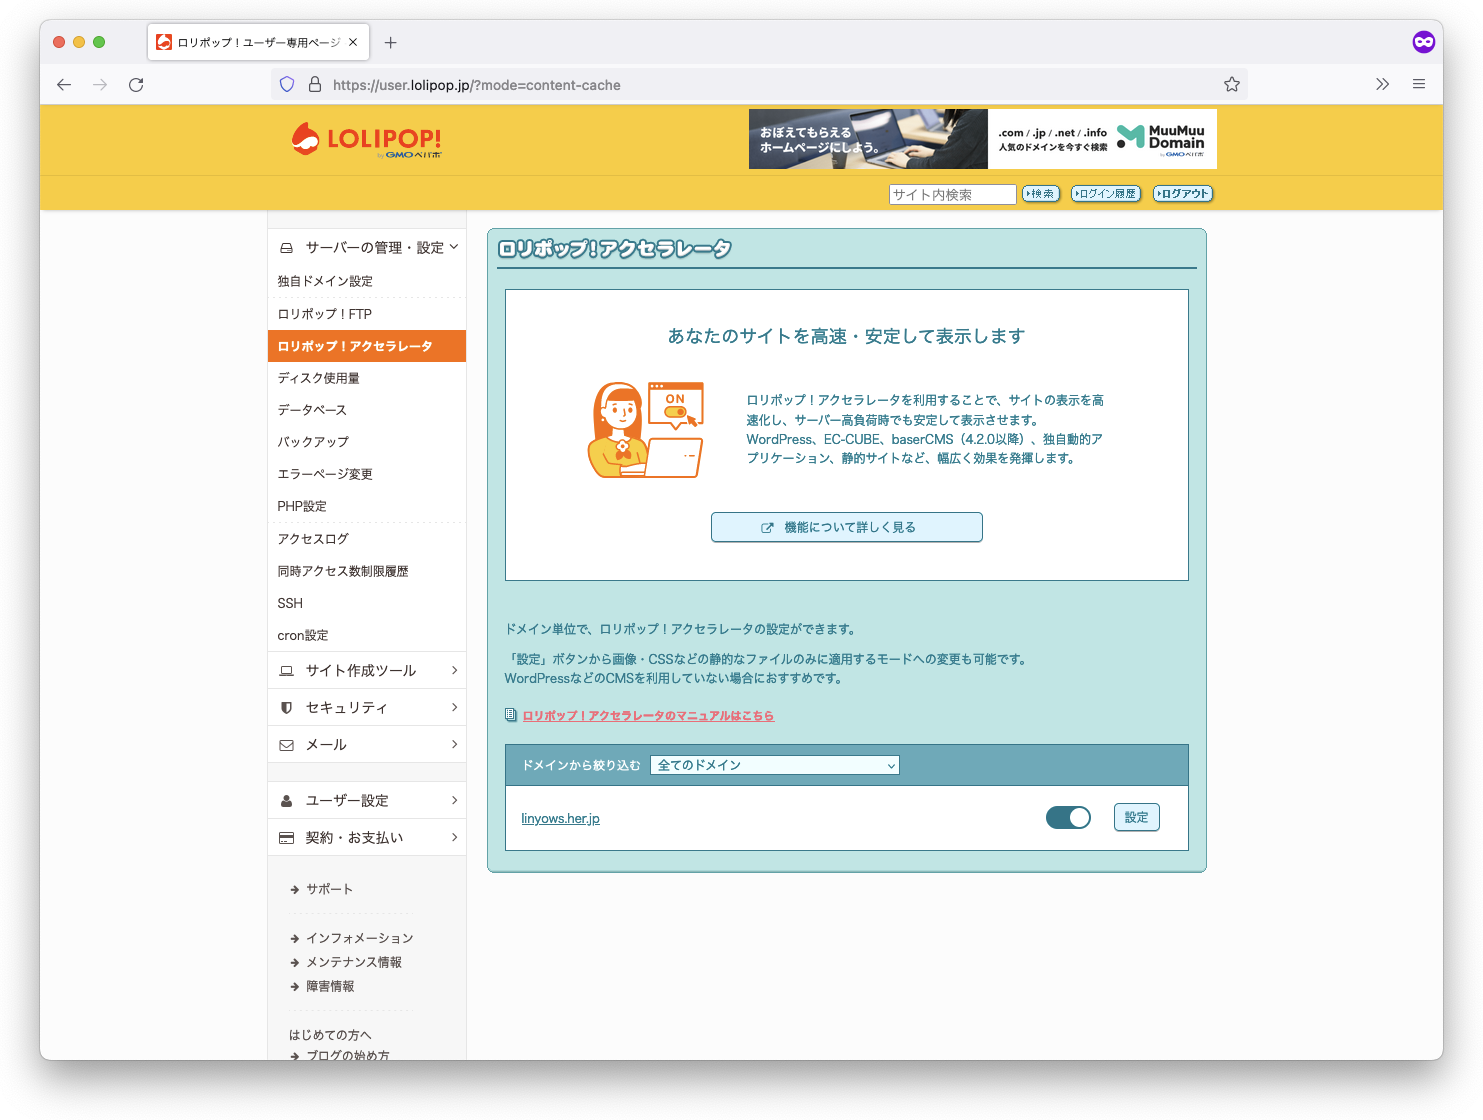 ロリポップ！ユーザー専用ページ
https://user.lolipop.jp/?mode=content-cache
LOLIPOP!
by GMOペパボ
おぼえてもらえる
ホームページにしよう。
.com / .jp / .net / .info
人気のドメインを今すぐ検索
MuuMuu
Domain
by GMOペパボ
サイト内検索
検索
ログイン履歴
ログアウト
サーバーの管理・設定
独自ドメイン設定
ロリポップ！FTP
ロリポップ！アクセラレータ
ディスク使用量
データベース
バックアップ
エラーページ変更
PHP設定
アクセスログ
同時アクセス数制限履歴
SSH
cron設定
サイト作成ツール
セキュリティ
メール
ユーザー設定
契約・お支払い
サポート
インフォメーション
メンテナンス情報
障害情報
はじめての方へ
ブログの始め方
ロリポップ！アクセラレータ
あなたのサイトを高速・安定して表示します
ON
ロリポップ！アクセラレータを利用することで、サイトの表示を高
速化し、サーバー高負荷時でも安定して表示させます。
WordPress、EC-CUBE、baserCMS（4.2.0以降）、独自動的ア
プリケーション、静的サイトなど、幅広く効果を発揮します。
機能について詳しく見る
ドメイン単位で、ロリポップ！アクセラレータの設定ができます。
「設定」ボタンから画像・CSSなどの静的なファイルのみに適用するモードへの変更も可能です。
WordPressなどのCMSを利用していない場合におすすめです。
ロリポップ！アクセラレータのマニュアルはこちら
ドメインから絞り込む 全てのドメイン
linyows.her.jp 設定